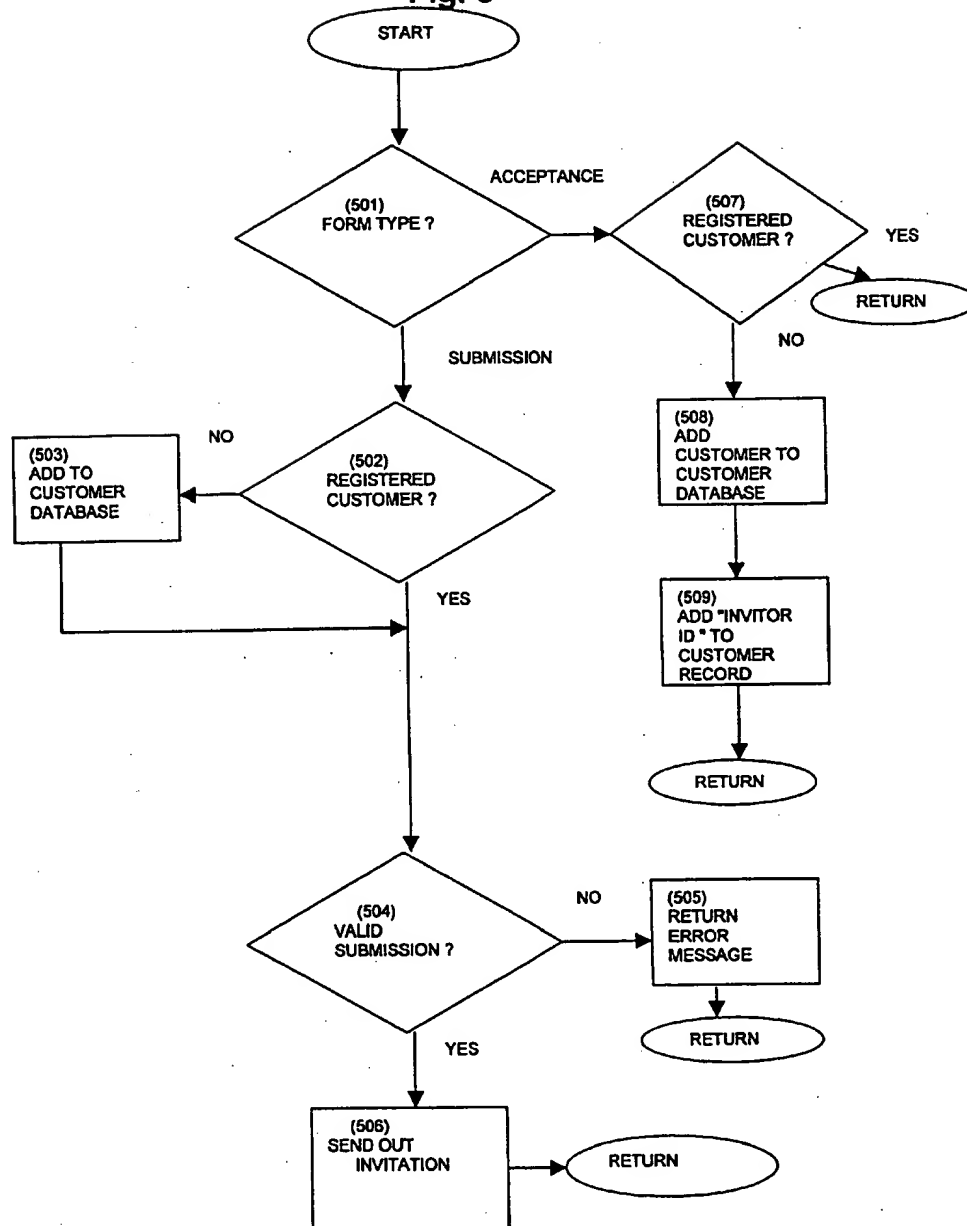 START
ACCEPTANCE
(501)
FORM TYPE ?
(507)
REGISTERED
CUSTOMER ?
YES
RETURN
NO
SUBMISSION
(508)
ADD
CUSTOMER TO
CUSTOMER
DATABASE
NO
(503)
ADD TO
CUSTOMER
DATABASE
(502)
REGISTERED
CUSTOMER ?
YES
(509)
ADD "INVITOR
ID " TO
CUSTOMER
RECORD
RETURN
(504)
VALID
SUBMISSION ?
NO
(505)
RETURN
ERROR
MESSAGE
RETURN
YES
(506)
SEND OUT
INVITATION
RETURN